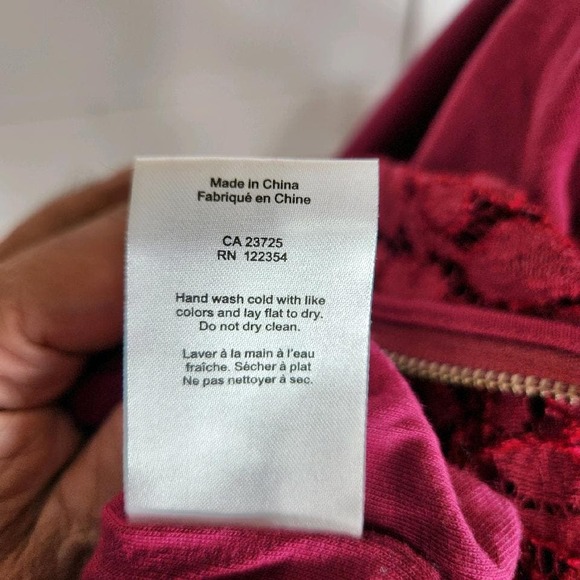 Made in China
Fabriqué en Chine
CA 23725
RN 122354
Hand wash cold with like
colors and lay flat to dry.
Do not dry clean.
Laver à la main à l'eau
fraîche. Sécher à plat
Ne pas nettoyer à sec.